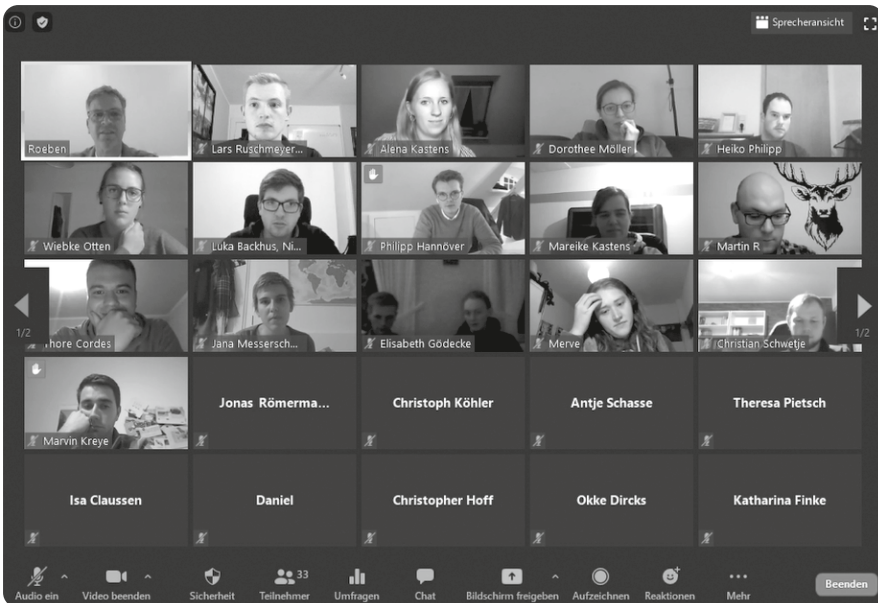 Sprecheransicht
Roeben
Lars Ruschmeyer...
Alena Kastens
Dorothee Möller
Heiko Philipp
Wiebke Otten
Luka Backhus, Ni...
Philipp Hannöver
Mareike Kastens
Martin R
1/2
Thore Cordes
Jana Messersch...
Elisabeth Gödecke
Merve
Christian Schwetje
1/2
Marvin Kreye
Jonas Römerma...
Christoph Köhler
Antje Schasse
Theresa Pietsch
Isa Claussen
Daniel
Christopher Hoff
Okke Dircks
Katharina Finke
33
Audio ein
Video beenden
Sicherheit
Teilnehmer
Umfragen
Chat
Bildschirm freigeben
Aufzeichnen
Reaktionen
Mehr
Beenden